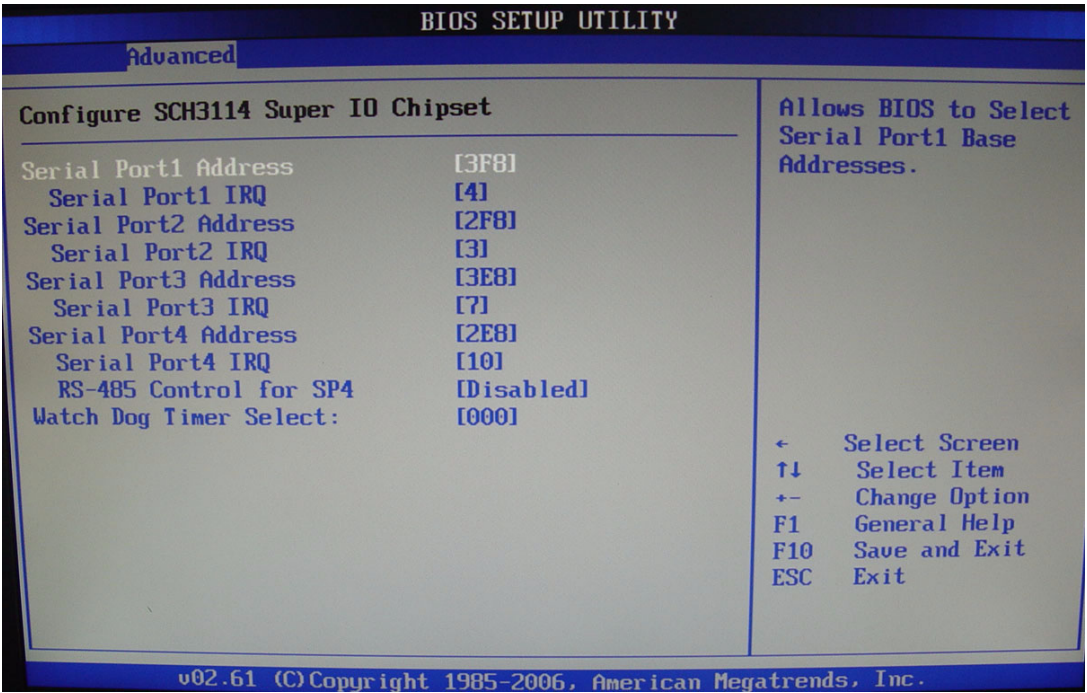 BIOS SETUP UTILITY
Advanced
Configure SCH3114 Super IO Chipset
Serial Port1 Address [3F8]
Serial Port1 IRQ [4]
Serial Port2 Address [2F8]
Serial Port2 IRQ [3]
Serial Port3 Address [3E8]
Serial Port3 IRQ [7]
Serial Port4 Address [2E8]
Serial Port4 IRQ [10]
RS-485 Control for SP4 [Disabled]
Watch Dog Timer Select: [000]
Allows BIOS to Select
Serial Port1 Base
Addresses.
← Select Screen
↑↓ Select Item
+- Change Option
F1 General Help
F10 Save and Exit
ESC Exit
v02.61 (C)Copyright 1985-2006, American Megatrends, Inc.